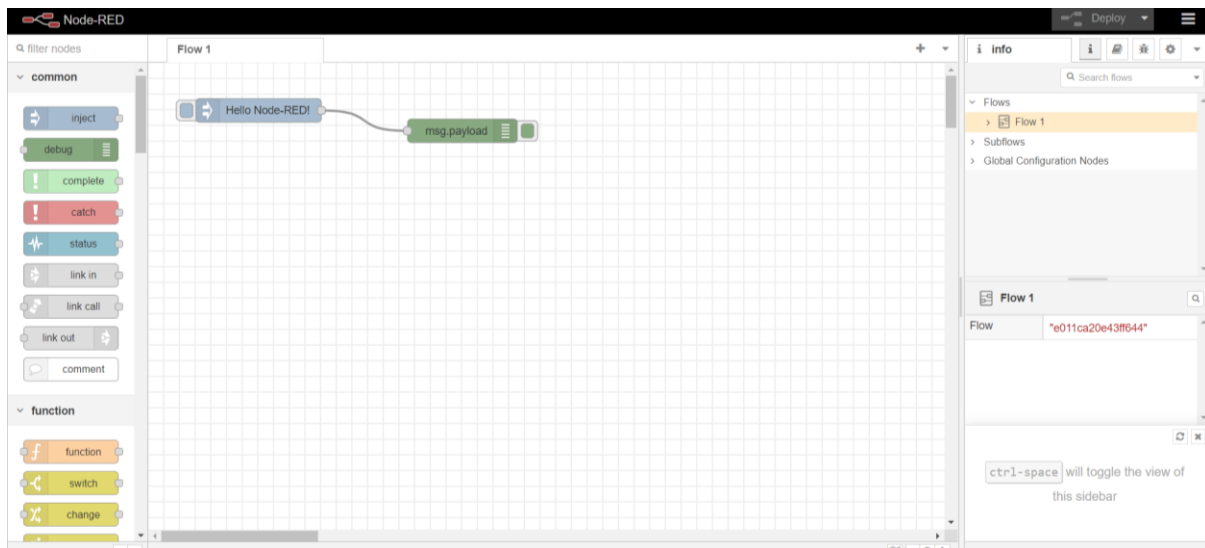 Node-RED
Deploy
filter nodes
Flow 1
i info
i
Search flows
common
inject
debug
complete
catch
status
link in
link call
link out
comment
function
function
switch
change
Hello Node-RED!
msg.payload
Flows
Flow 1
Subflows
Global Configuration Nodes
Flow 1
Flow "e011ca20e43ff644"
ctrl-space will toggle the view of
this sidebar